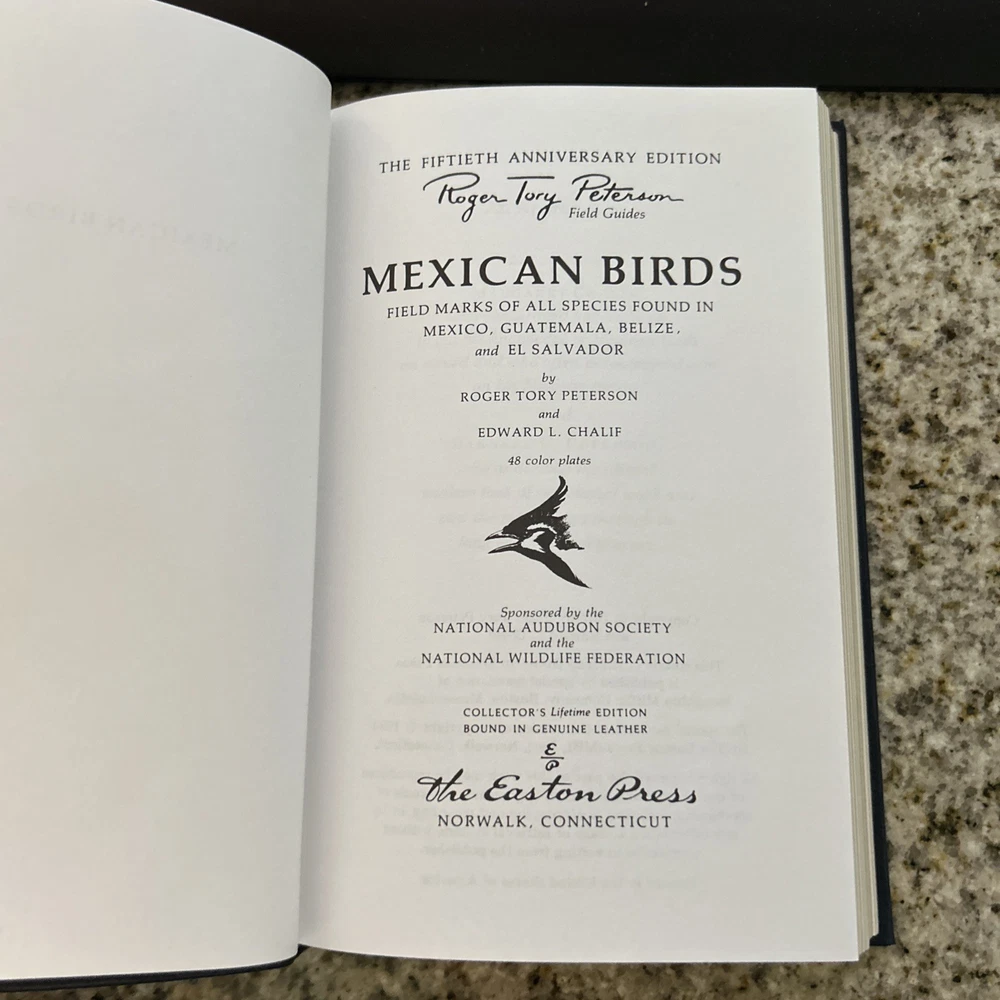 THE FIFTIETH ANNIVERSARY EDITION
Roger Tory Peterson
Field Guides
MEXICAN BIRDS
FIELD MARKS OF ALL SPECIES FOUND IN
MEXICO, GUATEMALA, BELIZE,
and EL SALVADOR
by
ROGER TORY PETERSON
and
EDWARD L. CHALIF
48 color plates
Sponsored by the
NATIONAL AUDUBON SOCIETY
and the
NATIONAL WILDLIFE FEDERATION
COLLECTOR'S Lifetime EDITION
BOUND IN GENUINE LEATHER
E
P
The Easton Press
NORWALK, CONNECTICUT